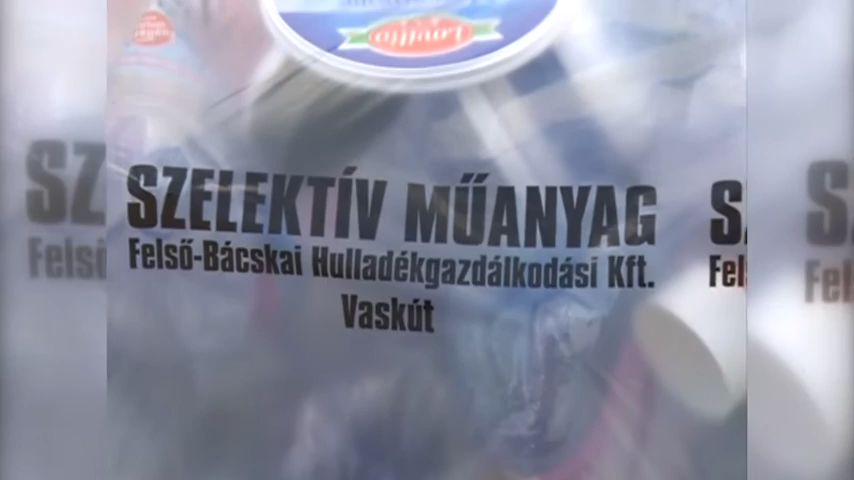 SZELEKTÍV MŰANYAG
Felső-Bácskai Hulladékgazdálkodási Kft.
Vaskút